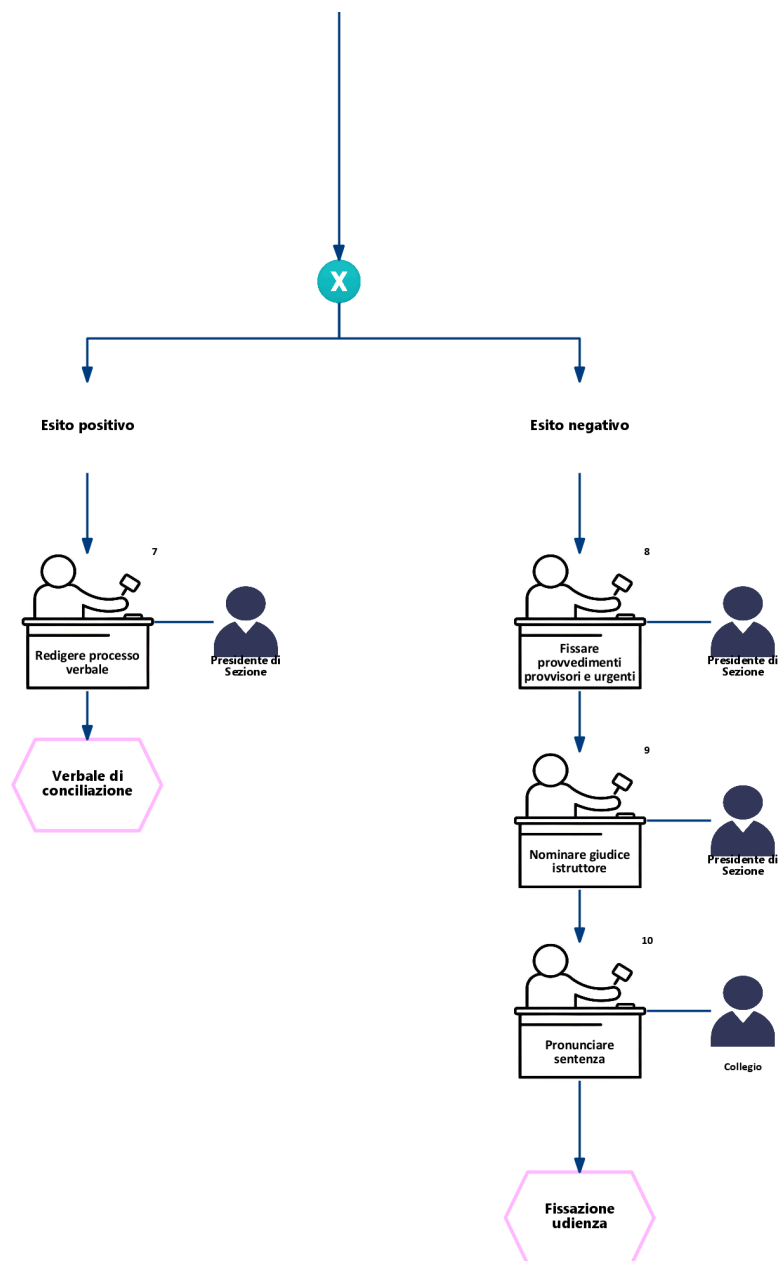 X
Esito positivo
Esito negativo
7
Redigere processo
verbale
Presidente di
Sezione
8
Fissare
provvedimenti
provvisori e urgenti
Presidente di
Sezione
Verbale di
conciliazione
9
Nominare giudice
istruttore
Presidente di
Sezione
10
Pronunciare
sentenza
Collegio
Fissazione
udienza